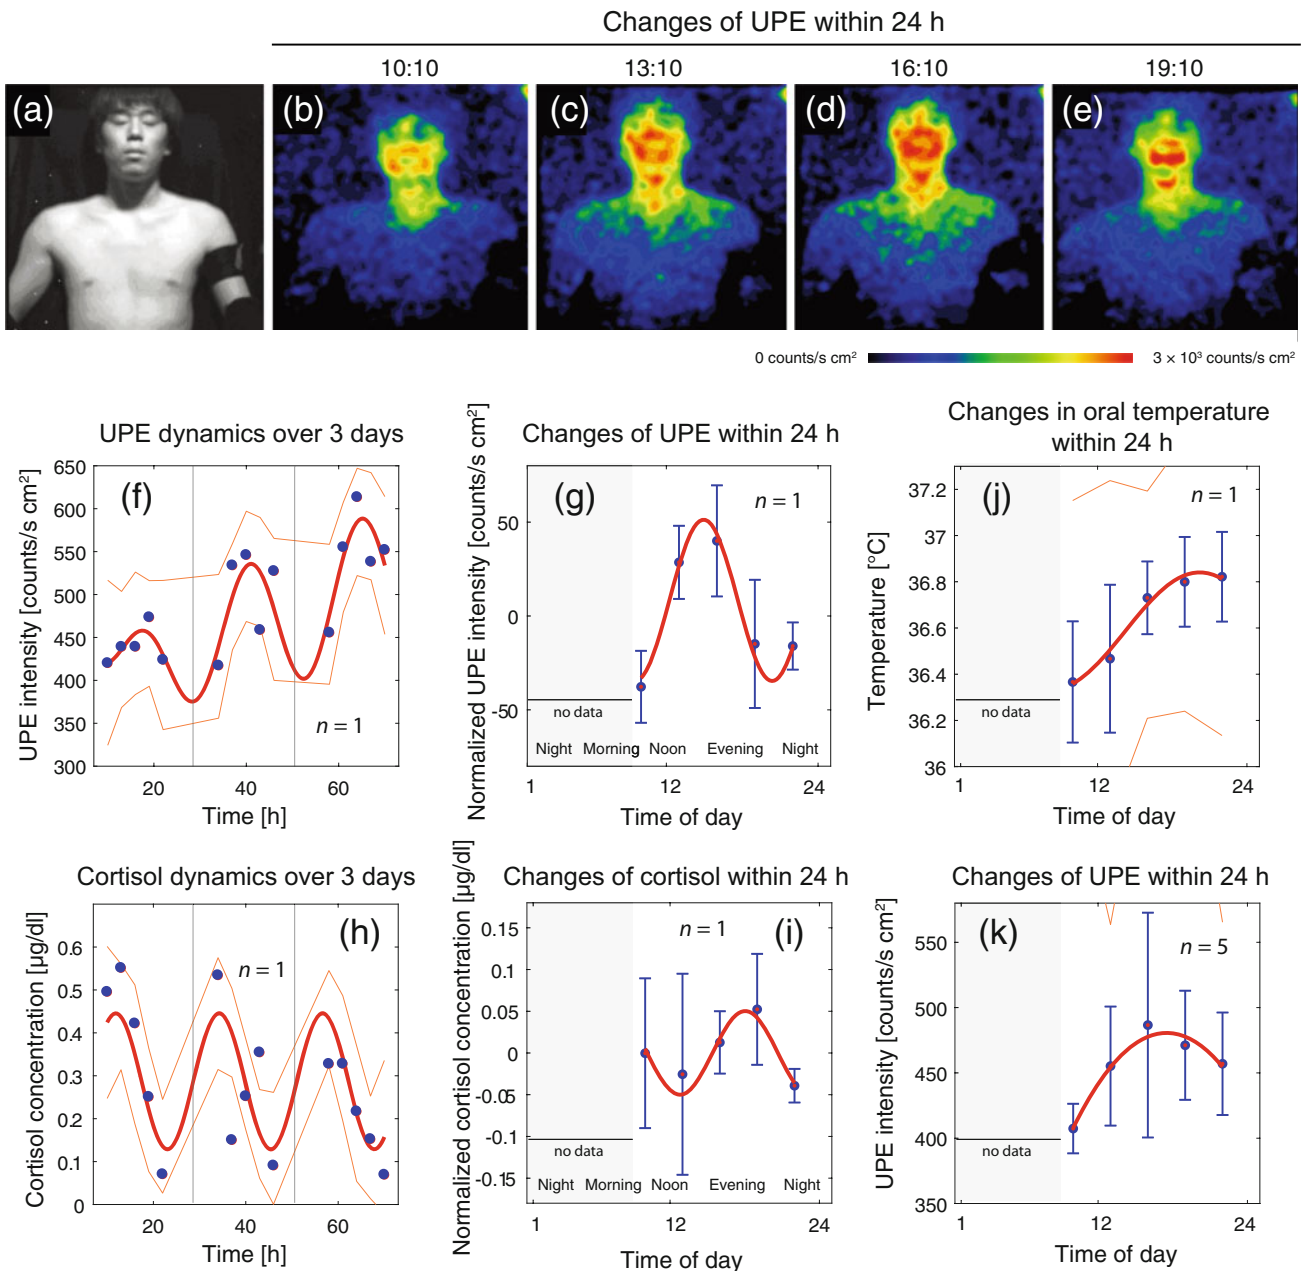 Changes of UPE within 24 h
10:10 13:10 16:10 19:10
(a) (b) (c) (d) (e)
0 counts/s cm² 3 × 10³ counts/s cm²
UPE dynamics over 3 days
UPE intensity [counts/s cm²]
650
600
550
500
450
400
350
300
(f)
n = 1
20 40 60
Time [h]
Changes of UPE within 24 h
Normalized UPE intensity [counts/s cm²]
50
0
-50
(g)
n = 1
no data
Night Morning Noon Evening Night
1 12 24
Time of day
Changes in oral temperature
within 24 h
Temperature [°C]
37.2
37
36.8
36.6
36.4
36.2
36
(j)
n = 1
no data
1 12 24
Time of day
Cortisol dynamics over 3 days
Cortisol concentration [µg/dl]
0.6
0.5
0.4
0.3
0.2
0.1
0
(h)
n = 1
20 40 60
Time [h]
Changes of cortisol within 24 h
Normalized cortisol concentration [µg/dl]
0.15
0.1
0.05
0
-0.05
-0.1
-0.15
n = 1
(i)
no data
Night Morning Noon Evening Night
1 12 24
Time of day
Changes of UPE within 24 h
UPE intensity [counts/s cm²]
550
500
450
400
350
(k)
n = 5
no data
1 12 24
Time of day